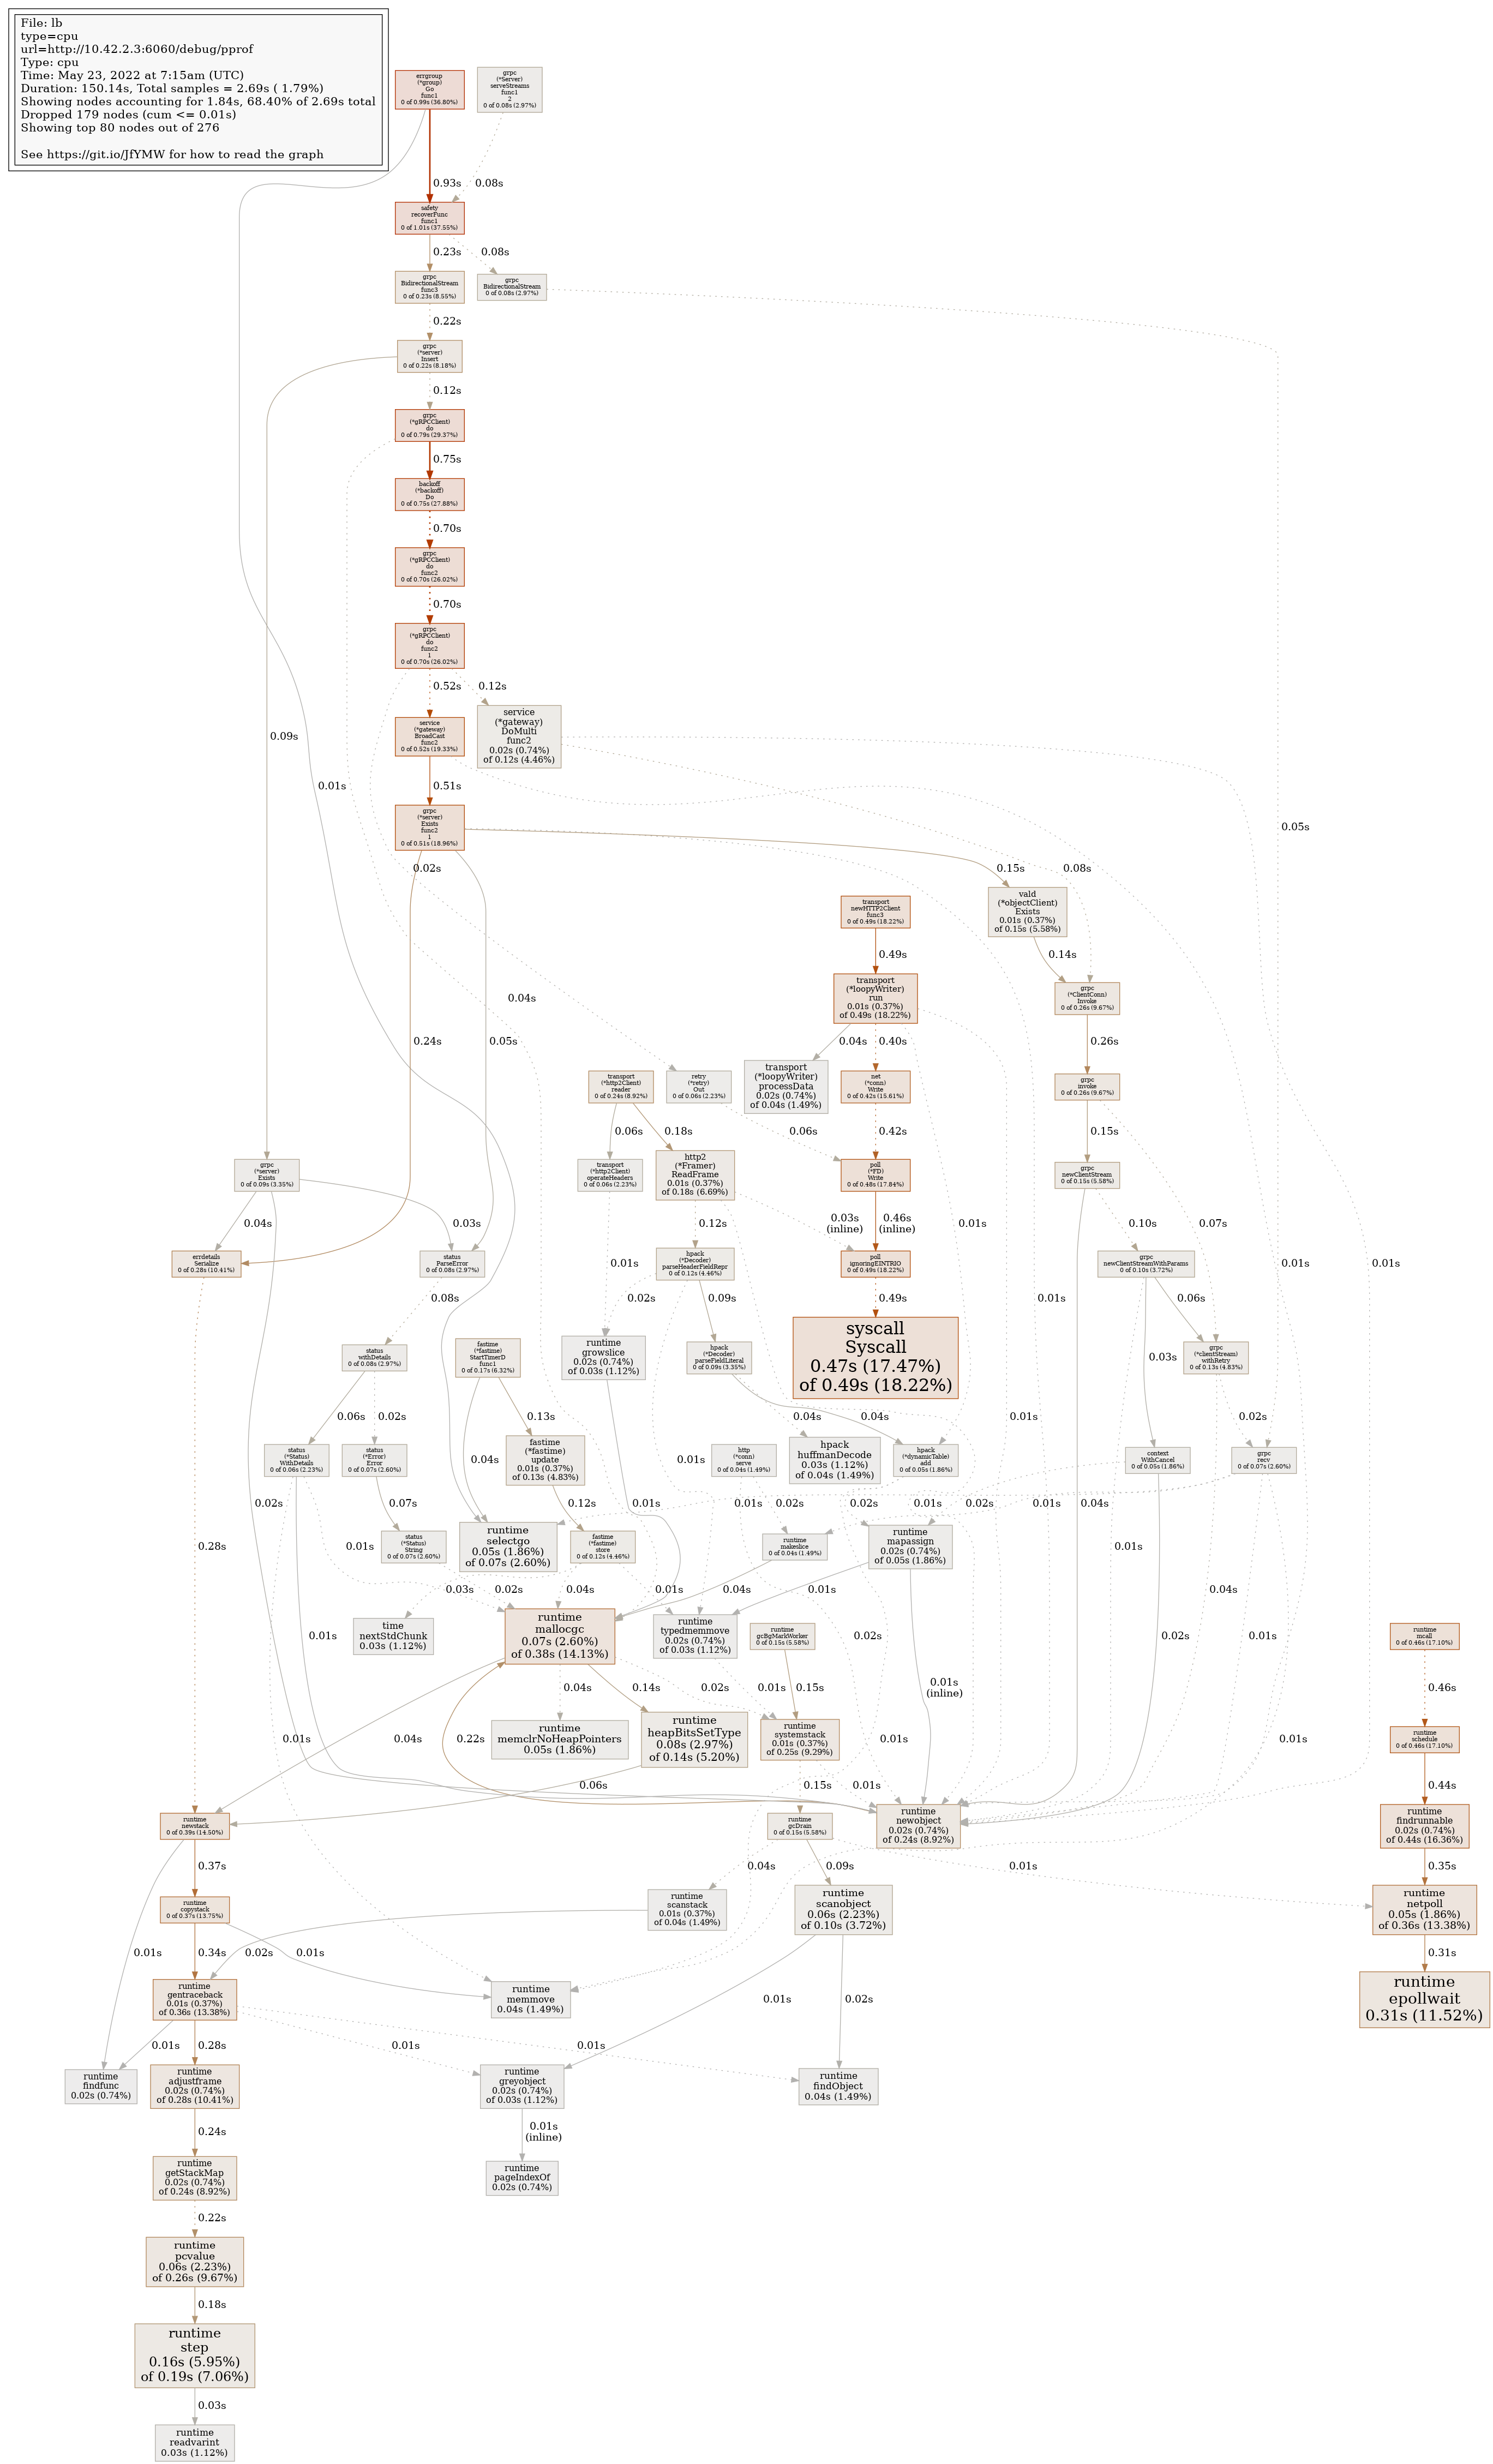 File: lb
type=cpu
url=http://10.42.2.3:6060/debug/pprof
Type: cpu
Time: May 23, 2022 at 7:15am (UTC)
Duration: 150.14s, Total samples = 2.69s ( 1.79%)
Showing nodes accounting for 1.84s, 68.40% of 2.69s total
Dropped 179 nodes (cum <= 0.01s)
Showing top 80 nodes out of 276
See https://git.io/JfYMW for how to read the graph
errgroup
(*group)
Go
func1
0 of 0.99s (36.80%)
grpc
(*Server)
serveStreams
func1
2
0 of 0.08s (2.97%)
0.93s
0.08s
safety
recoverFunc
func1
0 of 1.01s (37.55%)
0.23s
0.08s
grpc
BidirectionalStream
func3
0 of 0.23s (8.55%)
grpc
BidirectionalStream
0 of 0.08s (2.97%)
0.22s
grpc
(*server)
Insert
0 of 0.22s (8.18%)
0.12s
grpc
(*gRPCClient)
do
0 of 0.79s (29.37%)
0.75s
backoff
(*backoff)
Do
0 of 0.75s (27.88%)
0.70s
grpc
(*gRPCClient)
do
func2
0 of 0.70s (26.02%)
0.70s
grpc
(*gRPCClient)
do
func2
1
0 of 0.70s (26.02%)
0.52s
0.12s
service
(*gateway)
BroadCast
func2
0 of 0.52s (19.33%)
service
(*gateway)
DoMulti
func2
0.02s (0.74%)
of 0.12s (4.46%)
0.09s
0.01s
0.51s
0.05s
grpc
(*server)
Exists
func2
1
0 of 0.51s (18.96%)
0.02s
0.15s
0.08s
vald
(*objectClient)
Exists
0.01s (0.37%)
of 0.15s (5.58%)
transport
newHTTP2Client
func3
0 of 0.49s (18.22%)
0.49s
0.14s
transport
(*loopyWriter)
run
0.01s (0.37%)
of 0.49s (18.22%)
grpc
(*ClientConn)
Invoke
0 of 0.26s (9.67%)
0.04s
0.24s
0.05s
0.04s
0.40s
0.26s
transport
(*http2Client)
reader
0 of 0.24s (8.92%)
retry
(*retry)
Out
0 of 0.06s (2.23%)
transport
(*loopyWriter)
processData
0.02s (0.74%)
of 0.04s (1.49%)
net
(*conn)
Write
0 of 0.42s (15.61%)
grpc
invoke
0 of 0.26s (9.67%)
0.06s
0.18s
0.06s
0.42s
0.15s
grpc
(*server)
Exists
0 of 0.09s (3.35%)
transport
(*http2Client)
operateHeaders
0 of 0.06s (2.23%)
http2
(*Framer)
ReadFrame
0.01s (0.37%)
of 0.18s (6.69%)
poll
(*FD)
Write
0 of 0.48s (17.84%)
grpc
newClientStream
0 of 0.15s (5.58%)
0.04s
0.03s
0.12s
0.03s
(inline)
0.46s
(inline)
0.01s
0.10s
0.07s
errdetails
Serialize
0 of 0.28s (10.41%)
status
ParseError
0 of 0.08s (2.97%)
0.01s
hpack
(*Decoder)
parseHeaderFieldRepr
0 of 0.12s (4.46%)
poll
ignoringEINTRIO
0 of 0.49s (18.22%)
grpc
newClientStreamWithParams
0 of 0.10s (3.72%)
0.01s
0.01s
0.08s
0.02s
0.09s
0.49s
0.01s
0.06s
status
withDetails
0 of 0.08s (2.97%)
fastime
(*fastime)
StartTimerD
func1
0 of 0.17s (6.32%)
runtime
growslice
0.02s (0.74%)
of 0.03s (1.12%)
hpack
(*Decoder)
parseFieldLiteral
0 of 0.09s (3.35%)
syscall
Syscall
0.47s (17.47%)
of 0.49s (18.22%)
0.03s
grpc
(*clientStream)
withRetry
0 of 0.13s (4.83%)
0.06s
0.02s
0.13s
0.04s
0.04s
0.01s
0.02s
status
(*Status)
WithDetails
0 of 0.06s (2.23%)
status
(*Error)
Error
0 of 0.07s (2.60%)
0.04s
fastime
(*fastime)
update
0.01s (0.37%)
of 0.13s (4.83%)
0.01s
http
(*conn)
serve
0 of 0.04s (1.49%)
hpack
huffmanDecode
0.03s (1.12%)
of 0.04s (1.49%)
hpack
(*dynamicTable)
add
0 of 0.05s (1.86%)
context
WithCancel
0 of 0.05s (1.86%)
grpc
recv
0 of 0.07s (2.60%)
0.02s
0.07s
0.12s
0.01s
0.01s
0.02s
0.02s
0.01s
0.02s
0.01s
0.04s
0.28s
0.01s
status
(*Status)
String
0 of 0.07s (2.60%)
runtime
selectgo
0.05s (1.86%)
of 0.07s (2.60%)
fastime
(*fastime)
store
0 of 0.12s (4.46%)
runtime
makeslice
0 of 0.04s (1.49%)
runtime
mapassign
0.02s (0.74%)
of 0.05s (1.86%)
0.01s
0.03s
0.02s
0.04s
0.01s
0.04s
0.01s
0.04s
0.01s
time
nextStdChunk
0.03s (1.12%)
runtime
mallocgc
0.07s (2.60%)
of 0.38s (14.13%)
runtime
typedmemmove
0.02s (0.74%)
of 0.03s (1.12%)
runtime
gcBgMarkWorker
0 of 0.15s (5.58%)
0.02s
0.02s
runtime
mcall
0 of 0.46s (17.10%)
0.04s
0.14s
0.02s
0.01s
0.15s
0.01s
(inline)
0.46s
0.01s
0.04s
0.22s
runtime
memclrNoHeapPointers
0.05s (1.86%)
runtime
heapBitsSetType
0.08s (2.97%)
of 0.14s (5.20%)
runtime
systemstack
0.01s (0.37%)
of 0.25s (9.29%)
0.01s
0.01s
runtime
schedule
0 of 0.46s (17.10%)
0.06s
0.15s
0.01s
0.44s
runtime
newstack
0 of 0.39s (14.50%)
runtime
gcDrain
0 of 0.15s (5.58%)
runtime
newobject
0.02s (0.74%)
of 0.24s (8.92%)
runtime
findrunnable
0.02s (0.74%)
of 0.44s (16.36%)
0.37s
0.04s
0.09s
0.01s
0.35s
runtime
copystack
0 of 0.37s (13.75%)
runtime
scanstack
0.01s (0.37%)
of 0.04s (1.49%)
runtime
scanobject
0.06s (2.23%)
of 0.10s (3.72%)
runtime
netpoll
0.05s (1.86%)
of 0.36s (13.38%)
0.01s
0.34s
0.02s
0.01s
0.31s
runtime
gentraceback
0.01s (0.37%)
of 0.36s (13.38%)
runtime
memmove
0.04s (1.49%)
0.01s
0.02s
runtime
epollwait
0.31s (11.52%)
0.01s
0.28s
0.01s
0.01s
runtime
findfunc
0.02s (0.74%)
runtime
adjustframe
0.02s (0.74%)
of 0.28s (10.41%)
runtime
greyobject
0.02s (0.74%)
of 0.03s (1.12%)
runtime
findObject
0.04s (1.49%)
0.24s
0.01s
(inline)
runtime
getStackMap
0.02s (0.74%)
of 0.24s (8.92%)
runtime
pageIndexOf
0.02s (0.74%)
0.22s
runtime
pcvalue
0.06s (2.23%)
of 0.26s (9.67%)
0.18s
runtime
step
0.16s (5.95%)
of 0.19s (7.06%)
0.03s
runtime
readvarint
0.03s (1.12%)